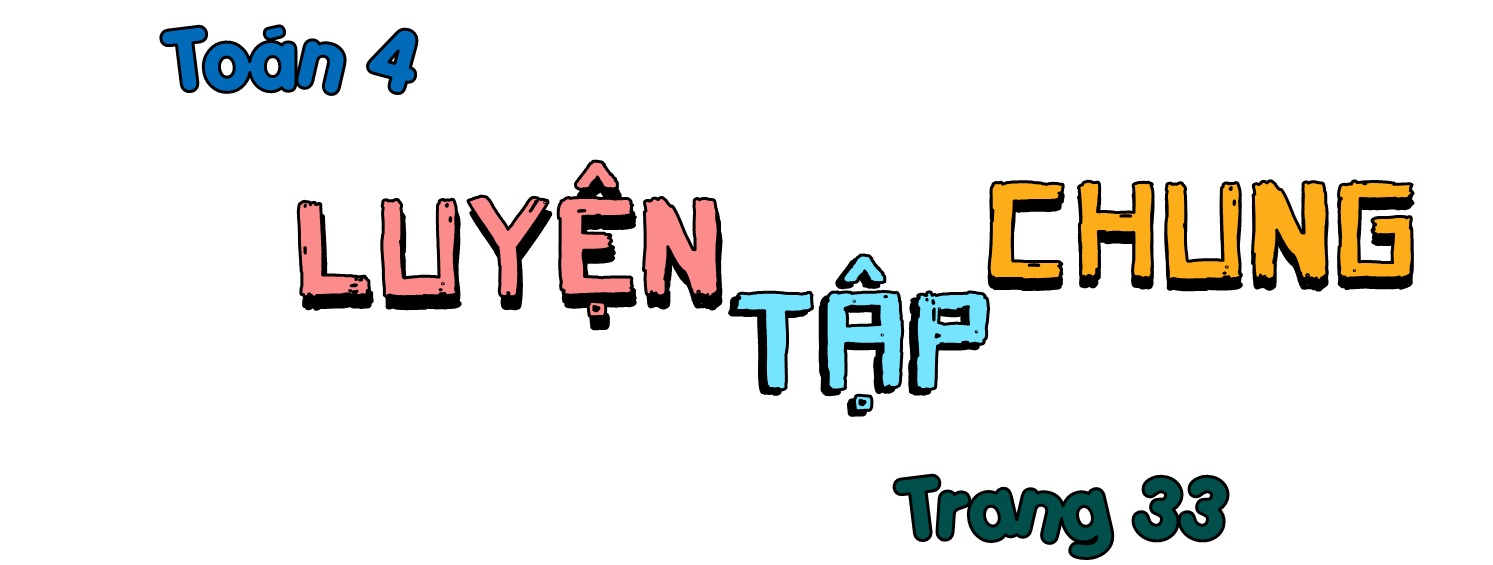 Toán 4
LUYỆN TẬP CHUNG
Trang 33